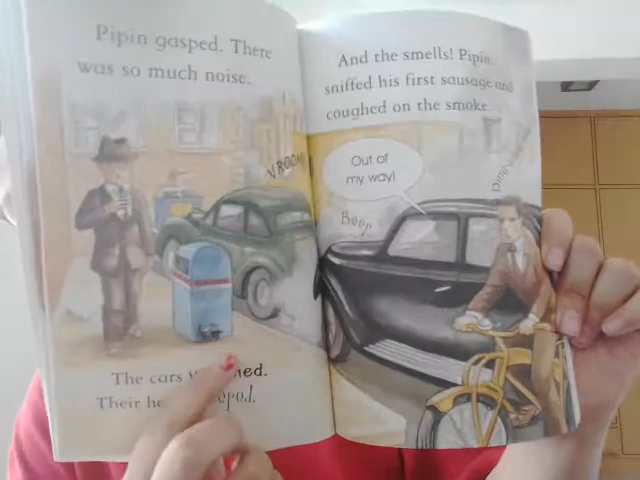 Pipin gasped. There
was so much noise.
VROOM!
The cars
Their
And the smells! Pipin
sniffed his first sausage and
coughed on the smoke.
Out of
my way!
Beep